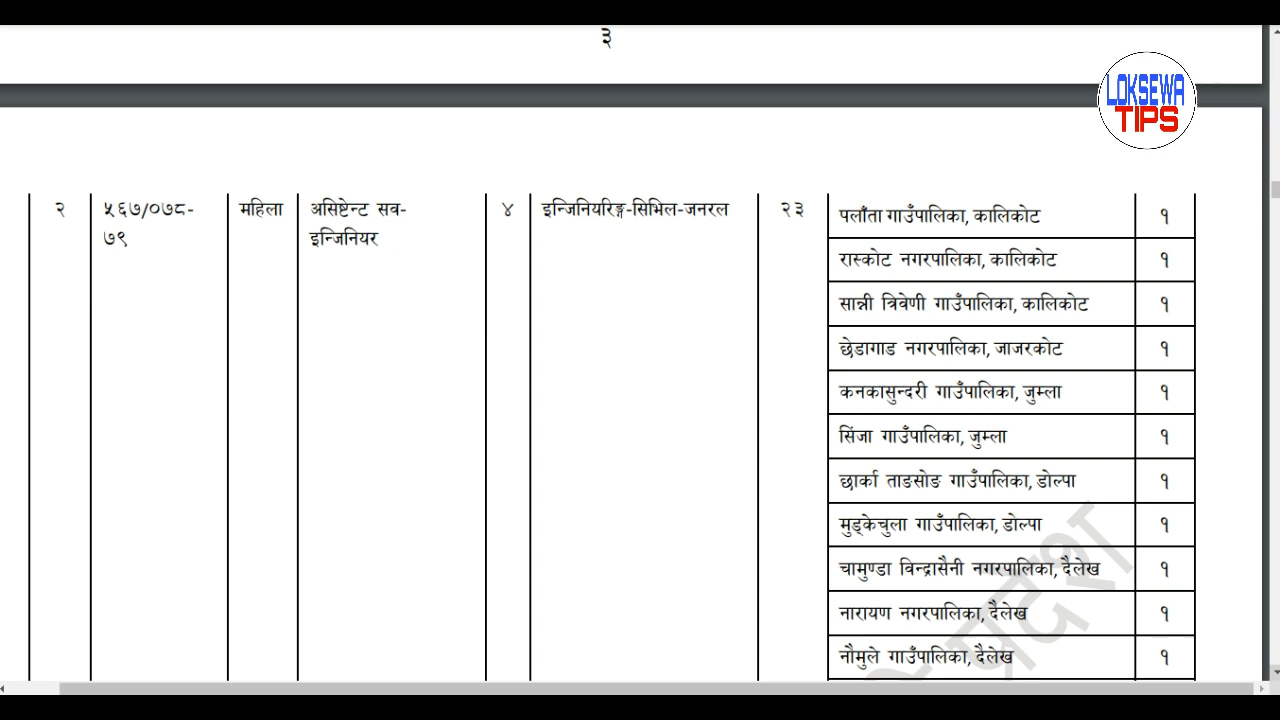 ३
LOKSEWA
TIPS
२ ५६७/०७८- महिला असिष्टेन्ट सव- ४ इन्जिनियरिङ्ग-सिभिल-जनरल २३ पलाँता गाउँपालिका, कालिकोट १
७९ इन्जिनियर
रास्कोट नगरपालिका, कालिकोट १
सान्नी त्रिवेणी गाउँपालिका, कालिकोट १
छेडागाड नगरपालिका, जाजरकोट १
कनकासुन्दरी गाउँपालिका, जुम्ला १
सिंजा गाउँपालिका, जुम्ला १
छार्का ताङसोङ गाउँपालिका, डोल्पा १
मुड्केचुला गाउँपालिका, डोल्पा १
चामुण्डा विन्द्रासैनी नगरपालिका, दैलेख १
नारायण नगरपालिका, दैलेख १
नौमुले गाउँपालिका, दैलेख १